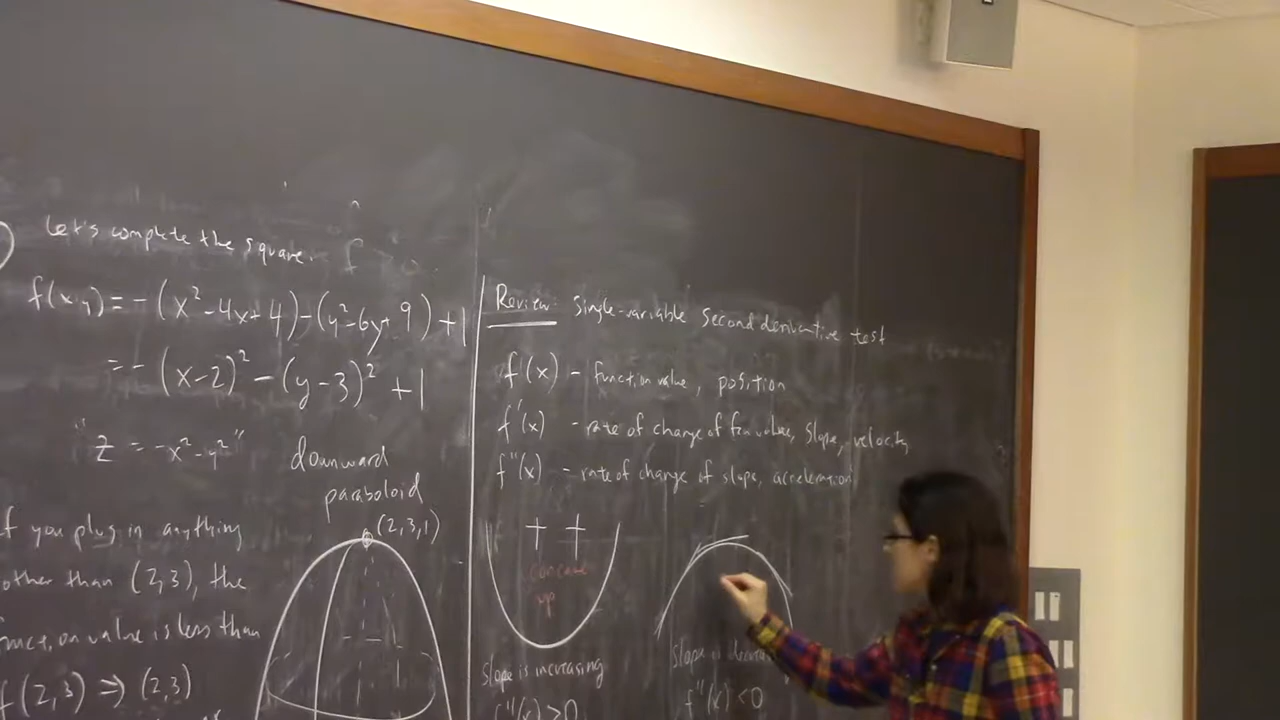 Let's complete the square.
f(x,y) = -(x²-4x+4)-(y²-6y+9)+1
= -(x-2)² - (y-3)² + 1
"z = -x²-y²" downward
paraboloid
(2,3,1)
if you plug in anything
other than (2,3), the
function value is less than
f(2,3) ⇒ (2,3)
Review: Single-variable second derivative test
f(x) - function value, position
f'(x) - rate of change of fcn values, slope, velocity
f''(x) - rate of change of slope, acceleration
+ +
concave
up
slope is increasing
f''(x) > 0
slope is
f''(x) < 0